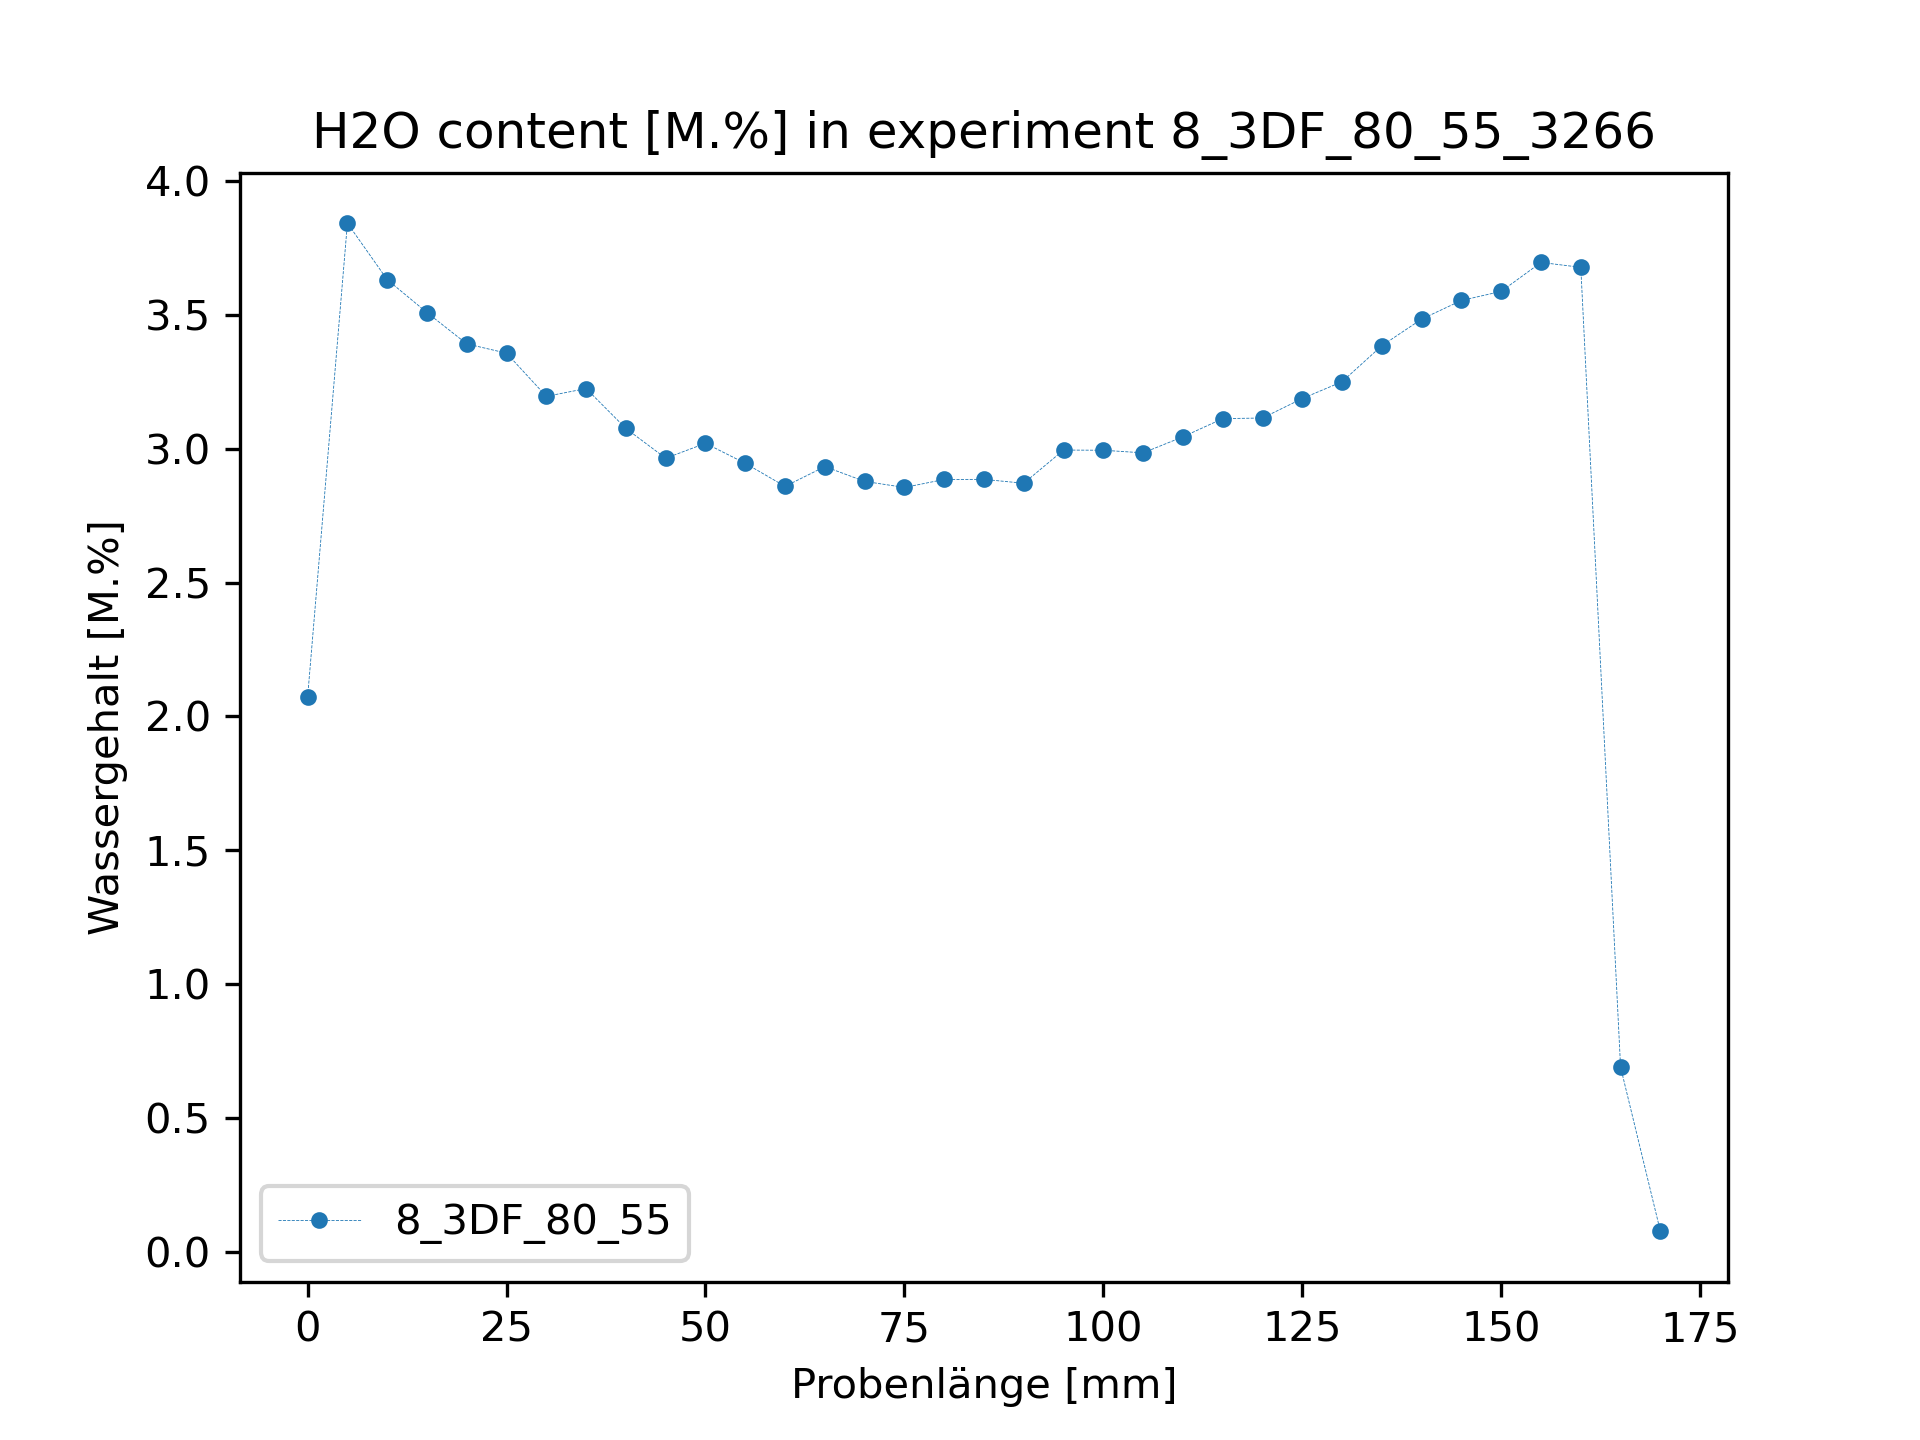 H2O content [M.%] in experiment 8_3DF_80_55_3266
4.0
3.5
3.0
2.5
2.0
1.5
1.0
0.5
0.0
Wassergehalt [M.%]
8_3DF_80_55
0 25 50 75 100 125 150 175
Probenlänge [mm]